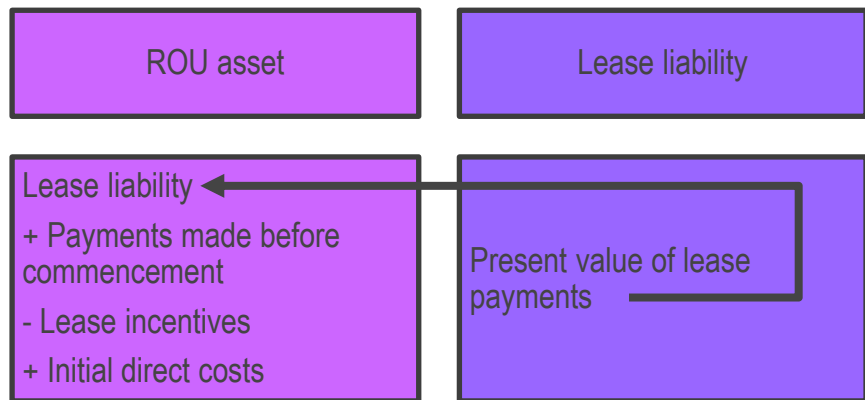 ROU asset
Lease liability
Lease liability
+ Payments made before
commencement
- Lease incentives
+ Initial direct costs
Present value of lease
payments